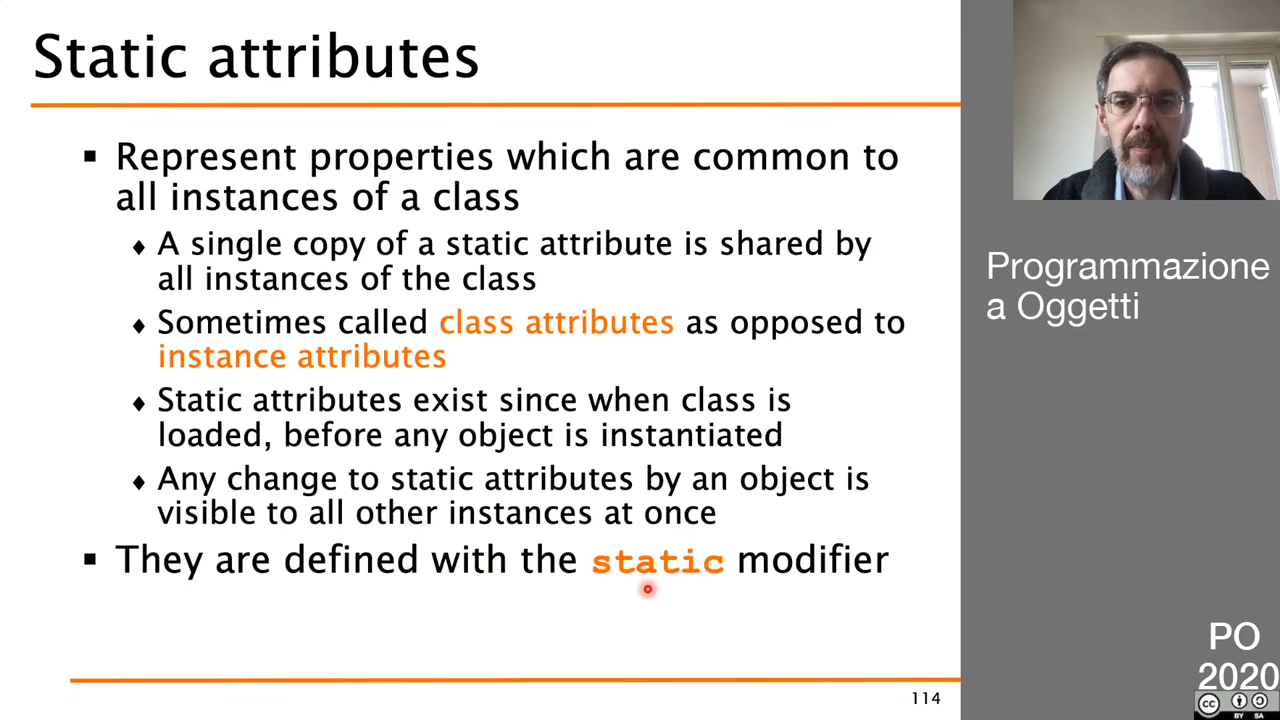 Static attributes
▪ Represent properties which are common to
all instances of a class
♦ A single copy of a static attribute is shared by
all instances of the class
♦ Sometimes called class attributes as opposed to
instance attributes
♦ Static attributes exist since when class is
loaded, before any object is instantiated
♦ Any change to static attributes by an object is
visible to all other instances at once
▪ They are defined with the static modifier
114
Programmazione
a Oggetti
PO
2020
CC
BY SA